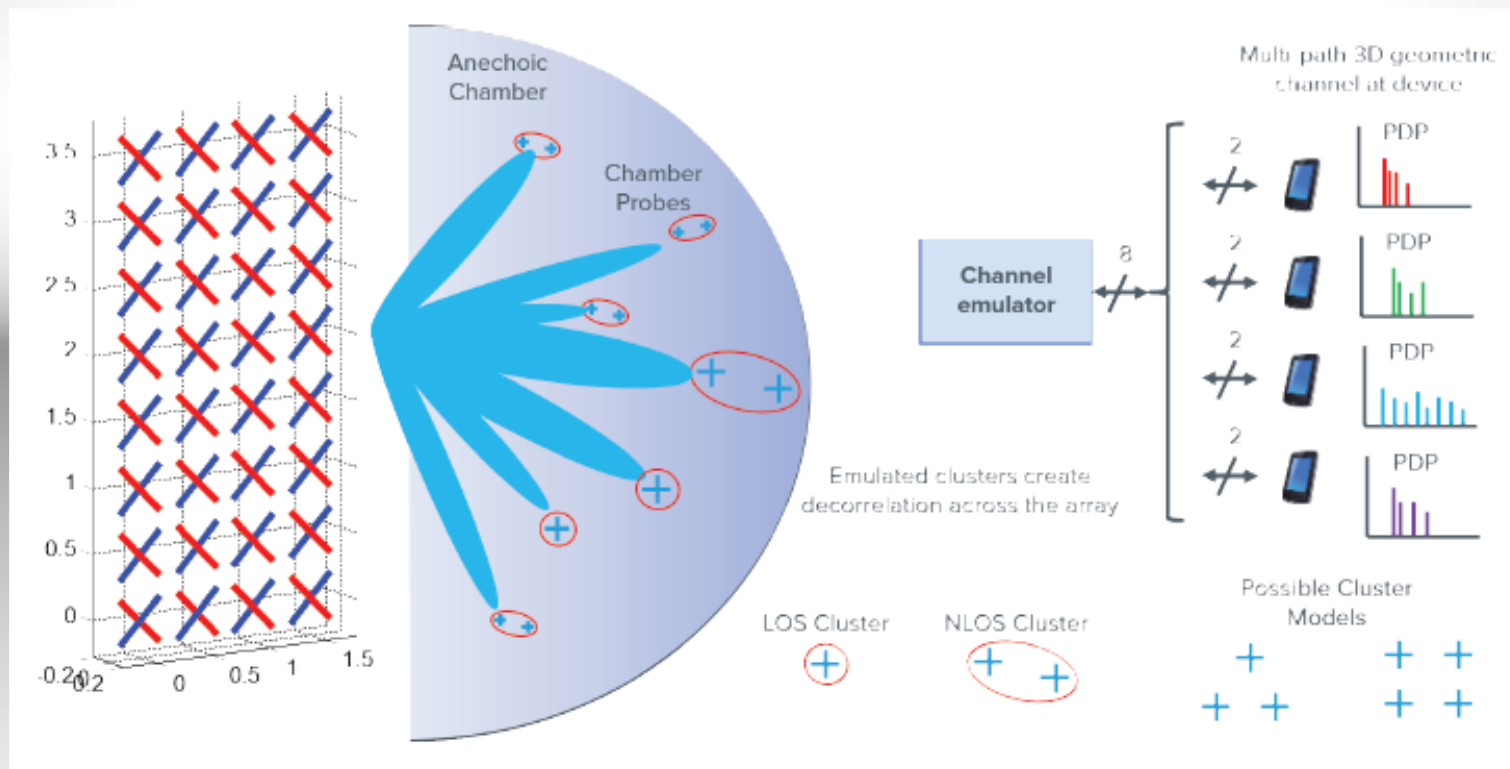 3.5
3
2.5
2
1.5
1
0.5
0
-0.2
0
0.2
0
0.5
1
1.5
Anechoic
Chamber
Chamber
Probes
Channel
emulator
8
Multi path 3D geometric
channel at device
2
PDP
2
PDP
2
PDP
2
PDP
Emulated clusters create
decorrelation across the array
LOS Cluster
NLOS Cluster
Possible Cluster
Models